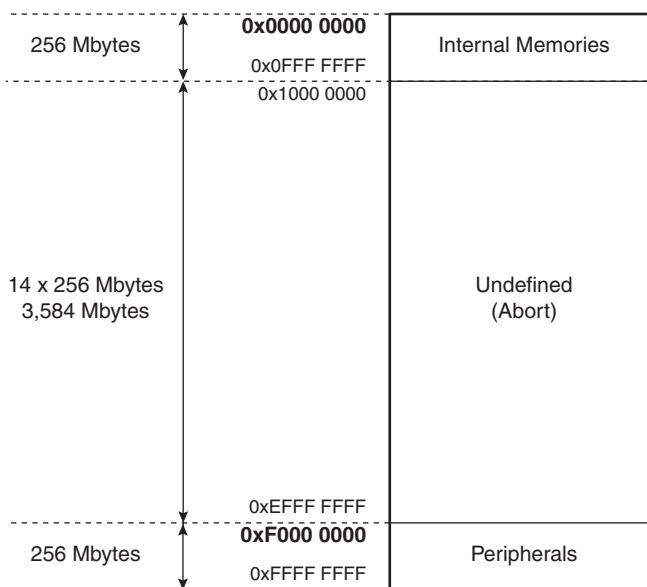 256 Mbytes
0x0000 0000
0x0FFF FFFF
Internal Memories
0x1000 0000
14 x 256 Mbytes
3,584 Mbytes
Undefined
(Abort)
0xEFFF FFFF
256 Mbytes
0xF000 0000
0xFFFF FFFF
Peripherals